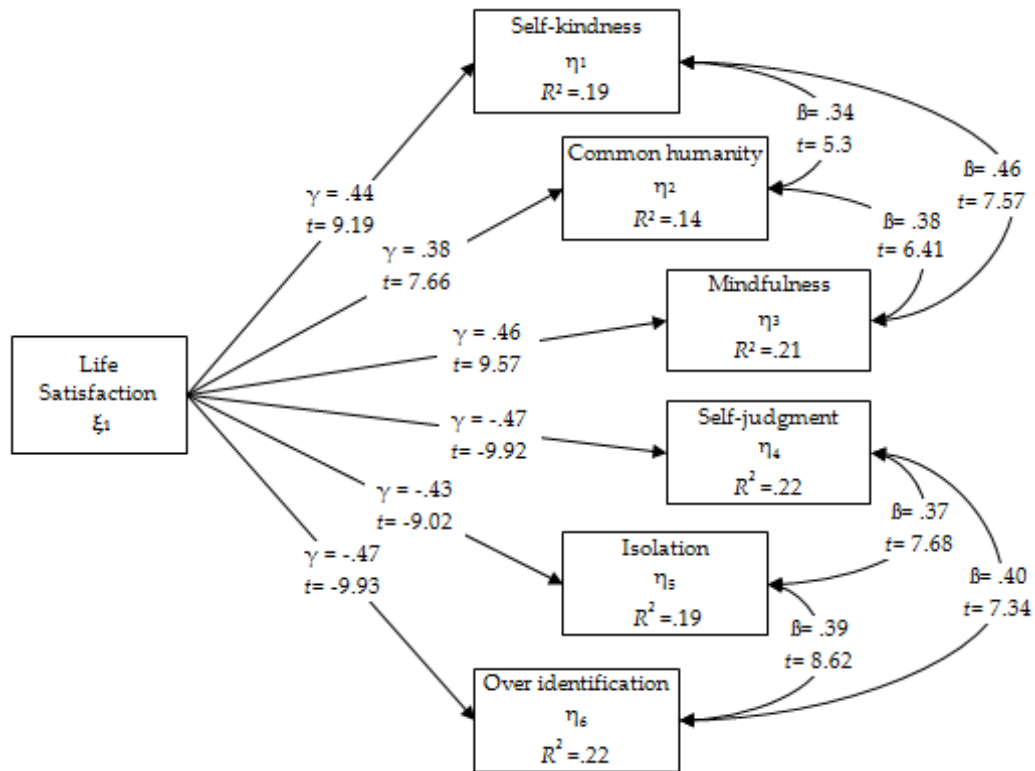 Self-kindness
η1
R² =.19
ß= .34
t= 5.3
Common humanity
η2
R² =.14
ß= .46
t= 7.57
γ = .44
t= 9.19
ß= .38
t= 6.41
γ = .38
t= 7.66
Mindfulness
η3
R² =.21
γ = .46
t= 9.57
Life
Satisfaction
ξ1
Self-judgment
η4
R² =.22
γ = -.47
t= -9.92
γ = -.43
t= -9.02
ß= .37
t= 7.68
Isolation
η5
R² =.19
γ = -.47
t= -9.93
ß= .40
t= 7.34
ß= .39
t= 8.62
Over identification
η6
R² =.22